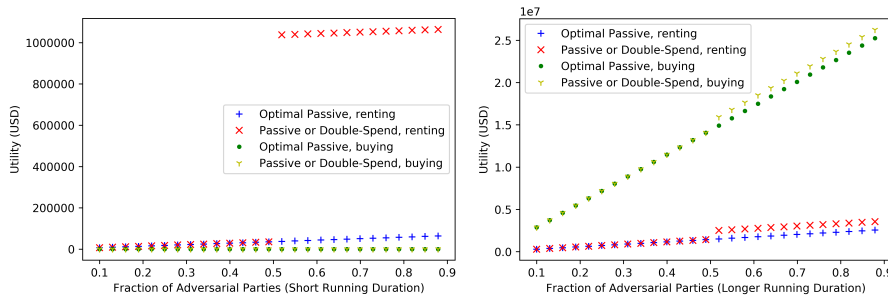 1000000
800000
600000
400000
200000
0
Utility (USD)
Optimal Passive, renting
Passive or Double-Spend, renting
Optimal Passive, buying
Passive or Double-Spend, buying
0.1 0.2 0.3 0.4 0.5 0.6 0.7 0.8 0.9
Fraction of Adversarial Parties (Short Running Duration)
1e7
2.5
2.0
1.5
1.0
0.5
0.0
Utility (USD)
Optimal Passive, renting
Passive or Double-Spend, renting
Optimal Passive, buying
Passive or Double-Spend, buying
0.1 0.2 0.3 0.4 0.5 0.6 0.7 0.8 0.9
Fraction of Adversarial Parties (Longer Running Duration)